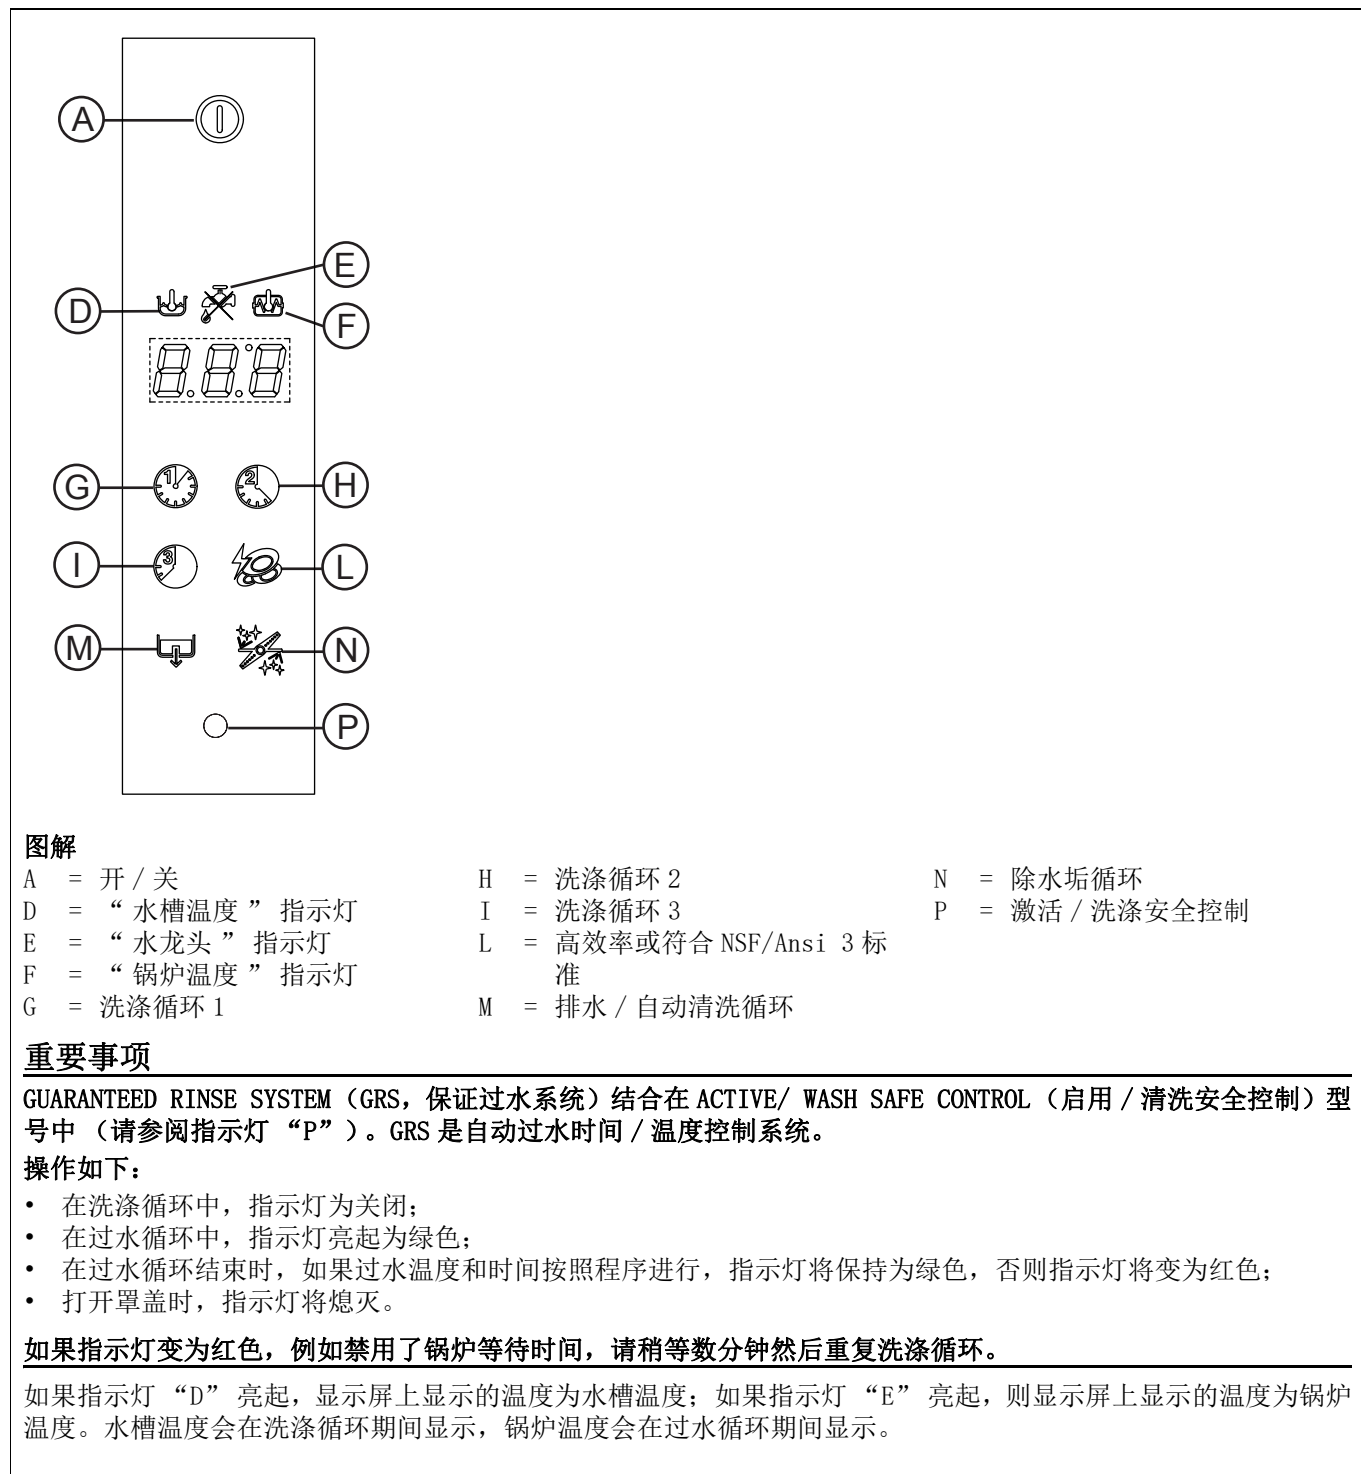 A
E
D
F
8.8.°8
G
1
2
H
I
3
L
M
N
P
图解
A = 开 / 关
D = “ 水槽温度 ” 指示灯
E = “ 水龙头 ” 指示灯
F = “ 锅炉温度 ” 指示灯
G = 洗涤循环 1
H = 洗涤循环 2
I = 洗涤循环 3
L = 高效率或符合 NSF/Ansi 3 标
准
M = 排水 / 自动清洗循环
N = 除水垢循环
P = 激活 / 洗涤安全控制
重要事项
GUARANTEED RINSE SYSTEM (GRS, 保证过水系统) 结合在 ACTIVE/ WASH SAFE CONTROL (启用 / 清洗安全控制) 型
号中 (请参阅指示灯 “P”)。GRS 是自动过水时间 / 温度控制系统。
操作如下:
• 在洗涤循环中, 指示灯为关闭;
• 在过水循环中, 指示灯亮起为绿色;
• 在过水循环结束时, 如果过水温度和时间按照程序进行, 指示灯将保持为绿色, 否则指示灯将变为红色;
• 打开罩盖时, 指示灯将熄灭。
如果指示灯变为红色, 例如禁用了锅炉等待时间, 请稍等数分钟然后重复洗涤循环。
如果指示灯 “D” 亮起, 显示屏上显示的温度为水槽温度; 如果指示灯 “E” 亮起, 则显示屏上显示的温度为锅炉
温度。水槽温度会在洗涤循环期间显示, 锅炉温度会在过水循环期间显示。